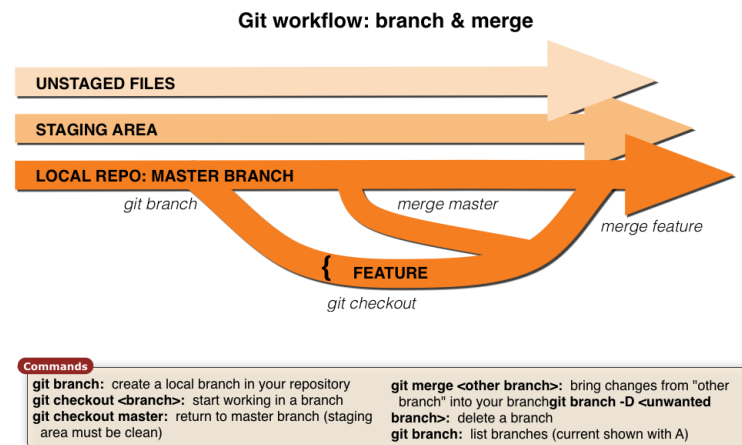 Git workflow: branch & merge
UNSTAGED FILES
STAGING AREA
LOCAL REPO: MASTER BRANCH
git branch
merge master
merge feature
{ FEATURE
git checkout
Commands
git branch: create a local branch in your repository
git checkout <branch>: start working in a branch
git checkout master: return to master branch (staging
area must be clean)
git merge <other branch>: bring changes from "other
branch" into your branchgit branch -D <unwanted
branch>: delete a branch
git branch: list branches (current shown with A)